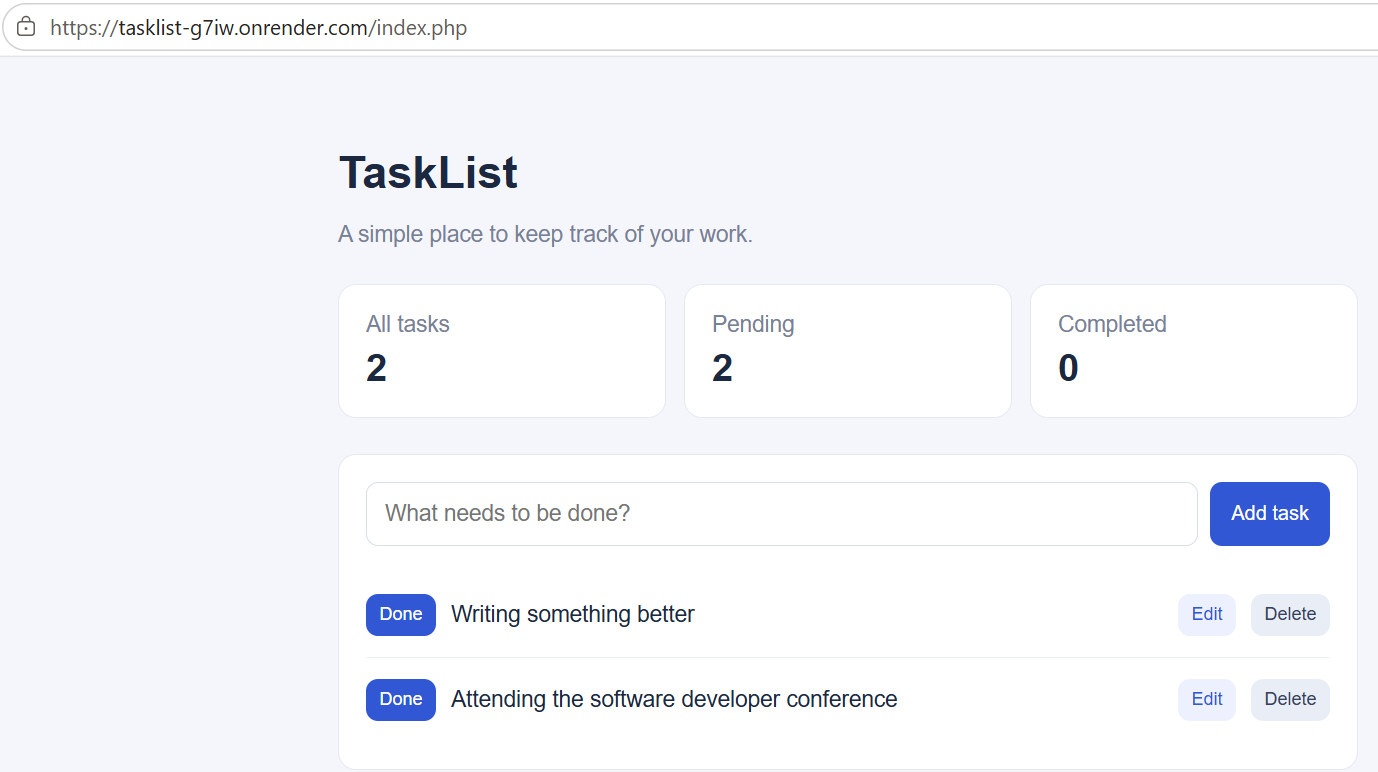 https://tasklist-g7iw.onrender.com/index.php
TaskList
A simple place to keep track of your work.
All tasks
2
Pending
2
Completed
0
What needs to be done?
Add task
Done Writing something better Edit Delete
Done Attending the software developer conference Edit Delete